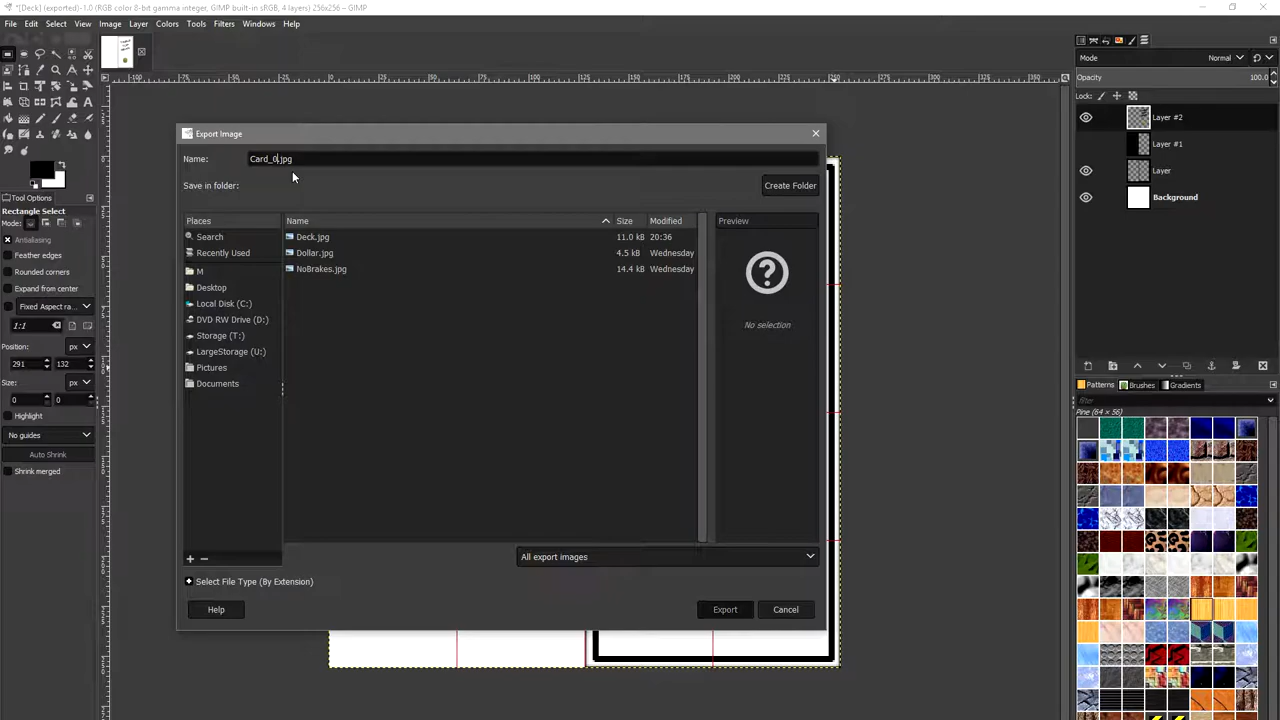 *[Deck] (exported)-1.0 (RGB color 8-bit gamma integer, GIMP built-in sRGB, 4 layers) 256x256 – GIMP
File Edit Select View Image Layer Colors Tools Filters Windows Help
Mode Normal
Opacity 100.0
Lock:
Layer #2
Layer #1
Layer
Background
Export Image
Name: Card_0.jpg
Save in folder:
Create Folder
Places
Search
Recently Used
M
Desktop
Local Disk (C:)
DVD RW Drive (D:)
Storage (T:)
LargeStorage (U:)
Pictures
Documents
Name Size Modified
Deck.jpg 11.0 kB 20:36
Dollar.jpg 4.5 kB Wednesday
NoBrakes.jpg 14.4 kB Wednesday
Preview
No selection
All export images
Select File Type (By Extension)
Help Export Cancel
Tool Options
Rectangle Select
Mode:
Antialiasing
Feather edges
Rounded corners
Expand from center
Fixed Aspect ra...
1:1
Position: px
291 132
Size: px
0 0
Highlight
No guides
Auto Shrink
Shrink merged
Patterns Brushes Gradients
filter
Pine (64 × 56)